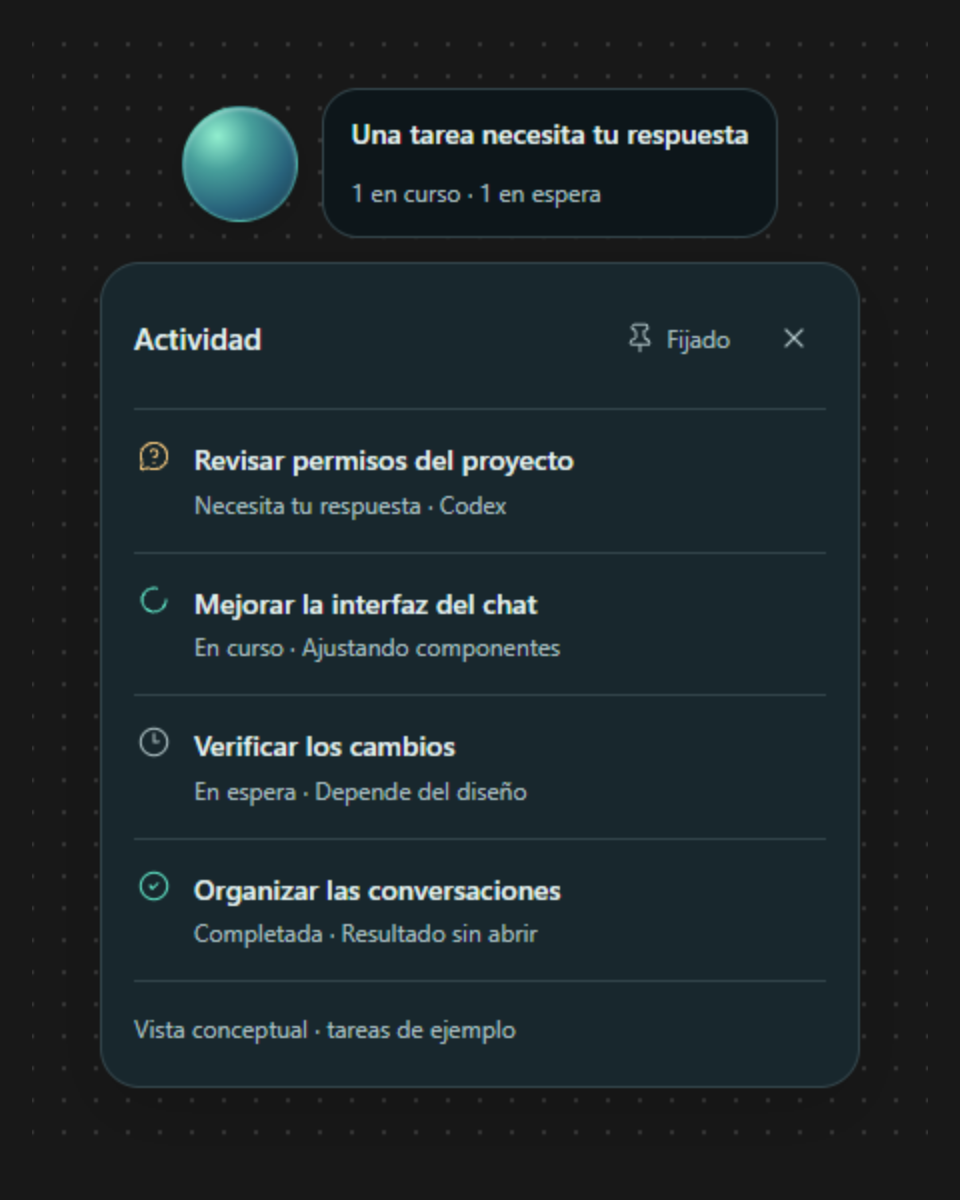 Una tarea necesita tu respuesta
1 en curso · 1 en espera
Actividad
Fijado
Revisar permisos del proyecto
Necesita tu respuesta · Codex
Mejorar la interfaz del chat
En curso · Ajustando componentes
Verificar los cambios
En espera · Depende del diseño
Organizar las conversaciones
Completada · Resultado sin abrir
Vista conceptual · tareas de ejemplo